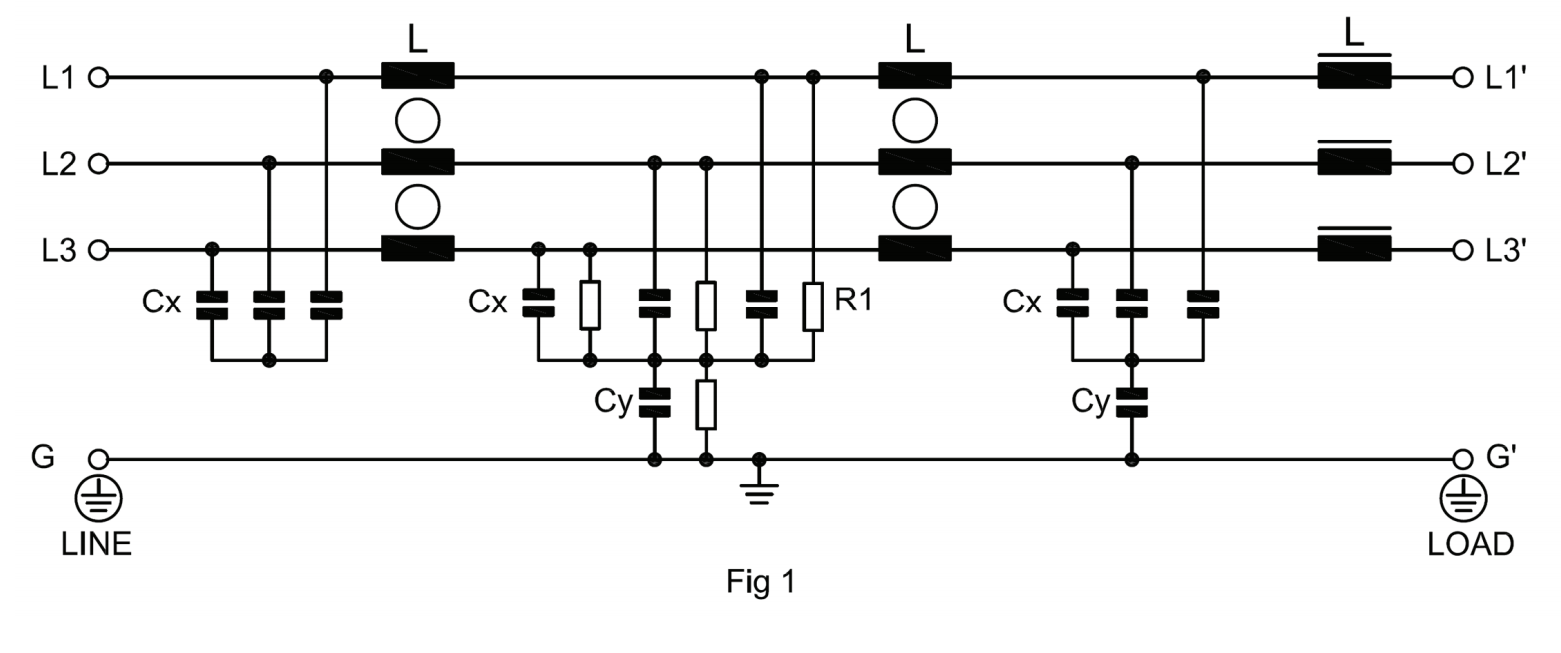 L L L
L1 L1'
L2 L2'
L3 L3'
Cx Cx R1 Cx
Cy Cy
G G'
LINE LOAD
Fig 1